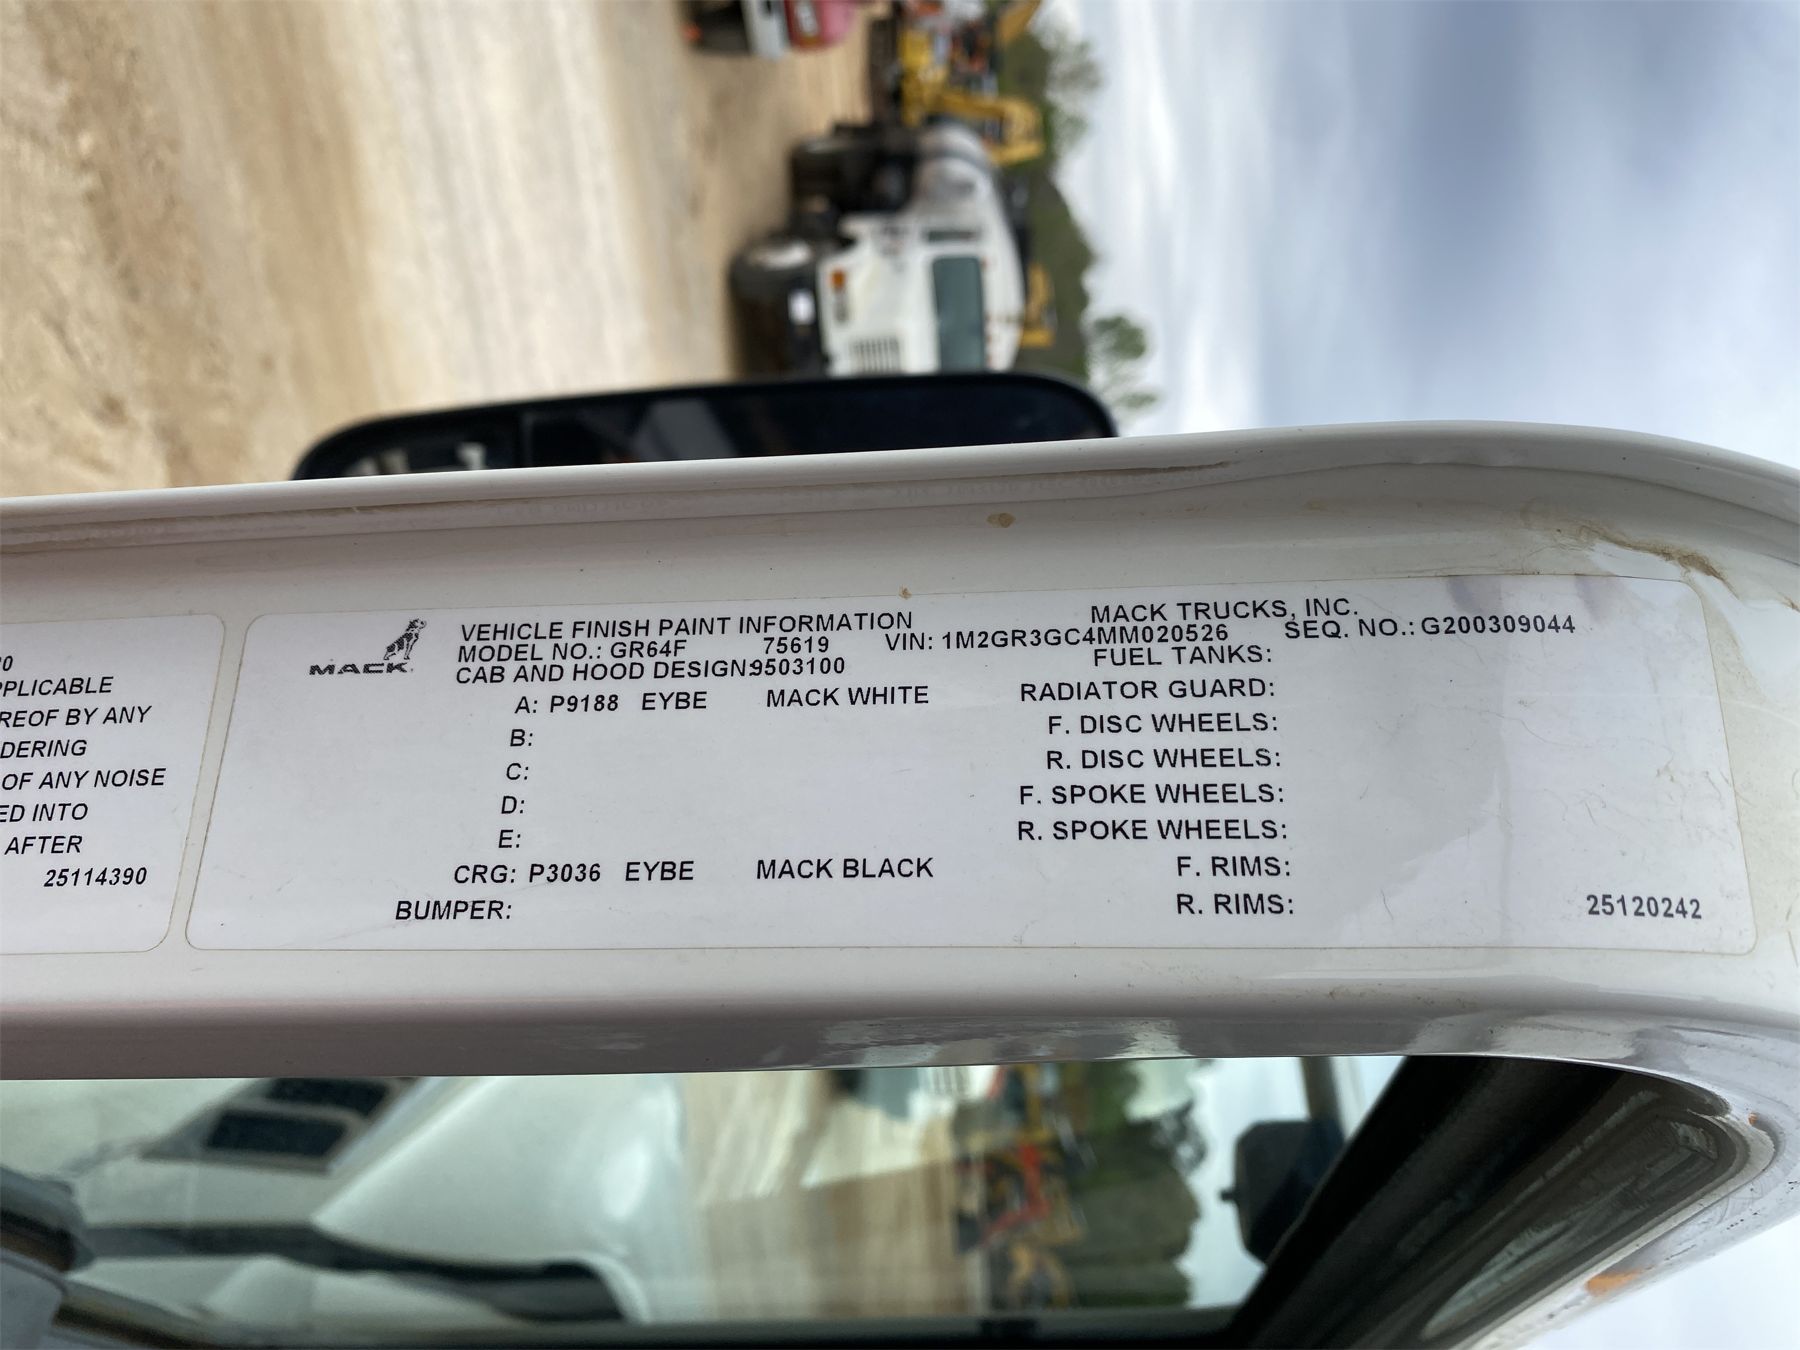 0
PPLICABLE
REOF BY ANY
DERING
OF ANY NOISE
ED INTO
AFTER
25114390
MACK
VEHICLE FINISH PAINT INFORMATION MACK TRUCKS, INC.
MODEL NO.: GR64F 75619 VIN: 1M2GR3GC4MM020526 SEQ. NO.: G200309044
CAB AND HOOD DESIGN:9503100 FUEL TANKS:
A: P9188 EYBE MACK WHITE RADIATOR GUARD:
B: F. DISC WHEELS:
C: R. DISC WHEELS:
D: F. SPOKE WHEELS:
E: R. SPOKE WHEELS:
CRG: P3036 EYBE MACK BLACK F. RIMS:
BUMPER: R. RIMS:
25120242